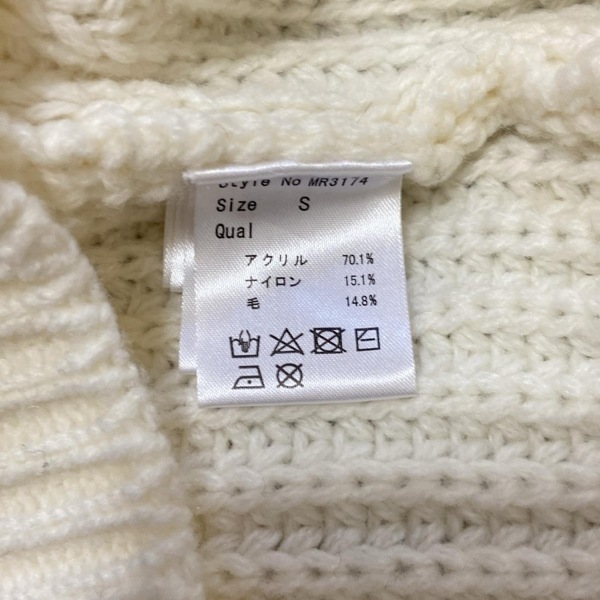 Style No MR3174
Size S
Qual
アクリル 70.1%
ナイロン 15.1%
毛 14.8%